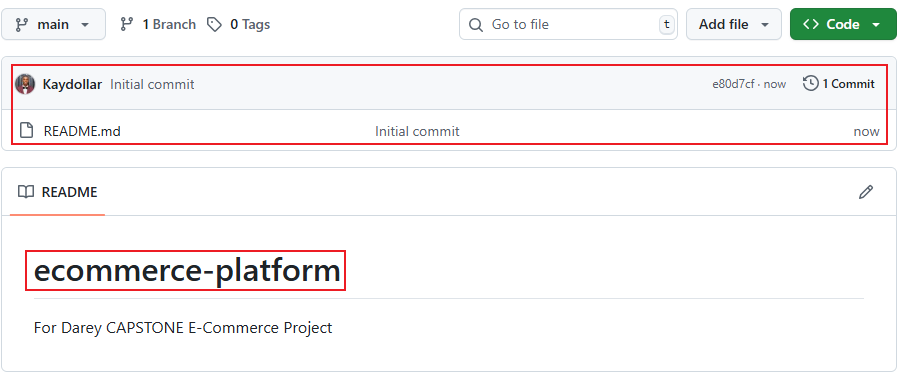 main 1 Branch 0 Tags Go to file t Add file Code
Kaydollar Initial commit e80d7cf · now 1 Commit
README.md Initial commit now
README
ecommerce-platform
For Darey CAPSTONE E-Commerce Project